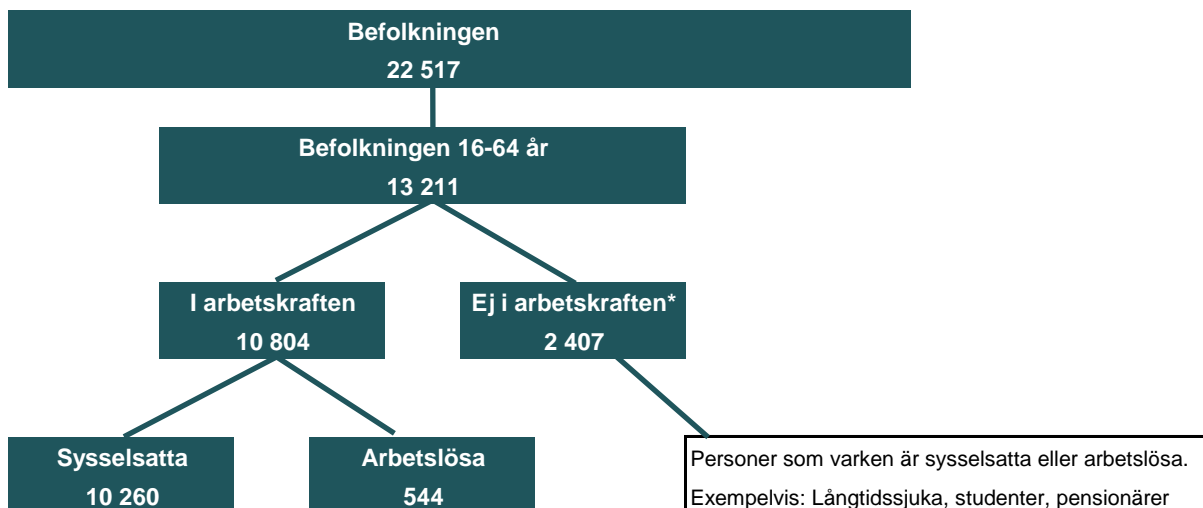 Befolkningen
22 517
Befolkningen 16-64 år
13 211
I arbetskraften
10 804
Ej i arbetskraften*
2 407
Sysselsatta
10 260
Arbetslösa
544
Personer som varken är sysselsatta eller arbetslösa.
Exempelvis: Långtidssjuka, studenter, pensionärer